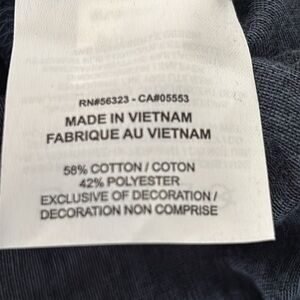 RN#56323 - CA#05553
MADE IN VIETNAM
FABRIQUE AU VIETNAM
58% COTTON / COTON
42% POLYESTER
EXCLUSIVE OF DECORATION /
DECORATION NON COMPRISE